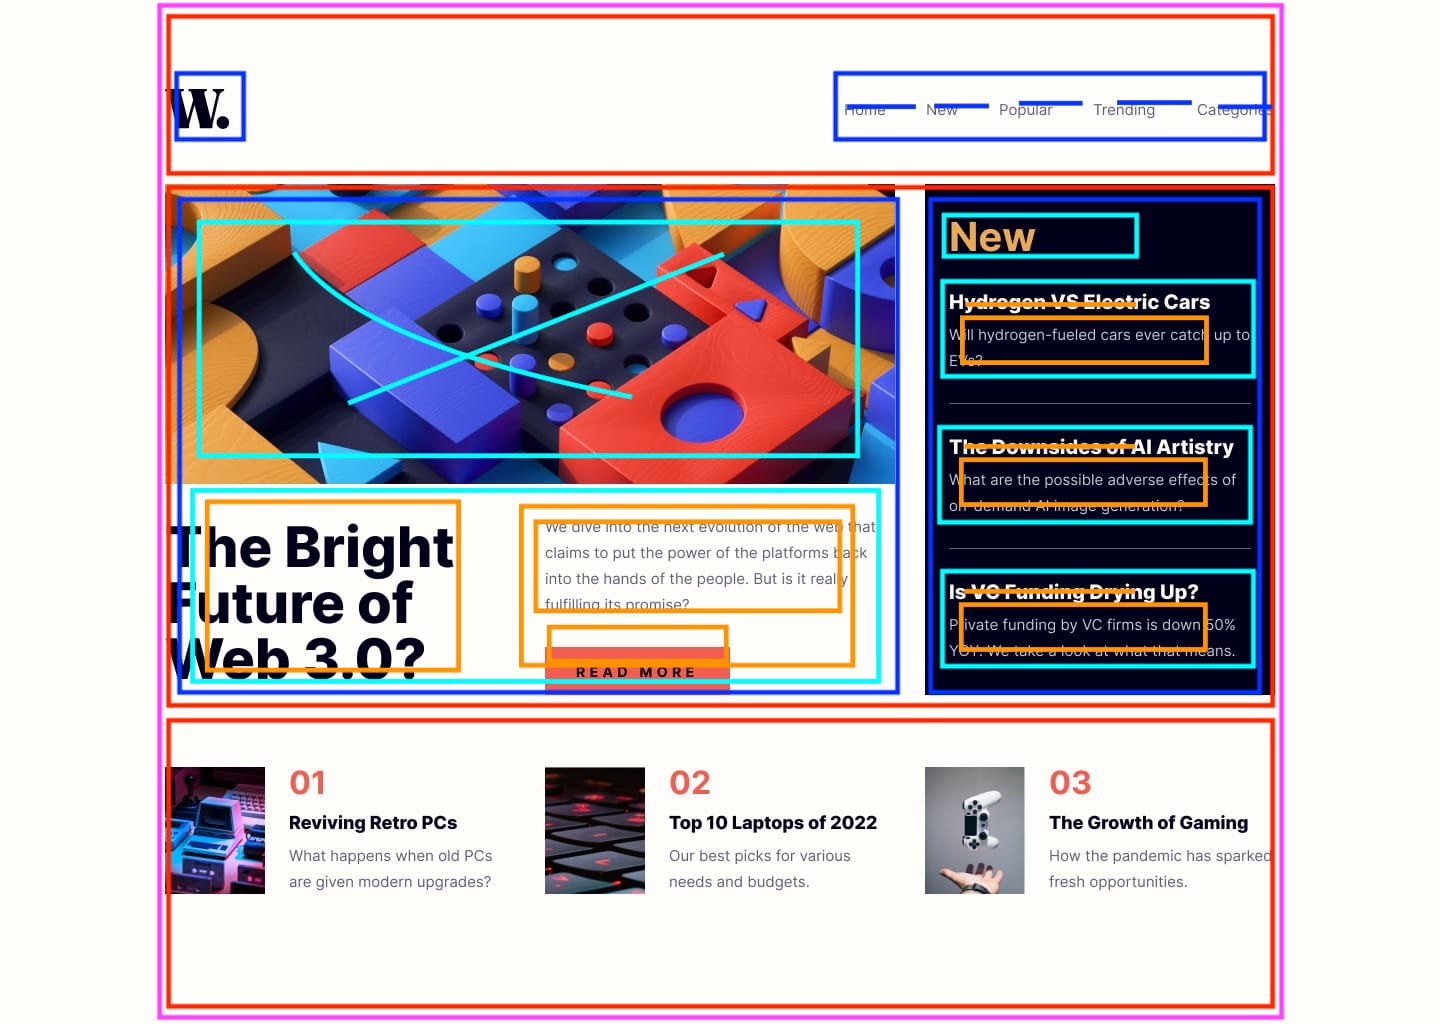 W.
Home New Popular Trending Categories
New
Hydrogen VS Electric Cars
Will hydrogen-fueled cars ever catch up to
EVs?
The Downsides of AI Artistry
What are the possible adverse effects of
on-demand AI image generation?
Is VC Funding Drying Up?
Private funding by VC firms is down 50%
YOY. We take a look at what that means.
The Bright
Future of
Web 3.0?
We dive into the next evolution of the web that
claims to put the power of the platforms back
into the hands of the people. But is it really
fulfilling its promise?
READ MORE
01
Reviving Retro PCs
What happens when old PCs
are given modern upgrades?
02
Top 10 Laptops of 2022
Our best picks for various
needs and budgets.
03
The Growth of Gaming
How the pandemic has sparked
fresh opportunities.